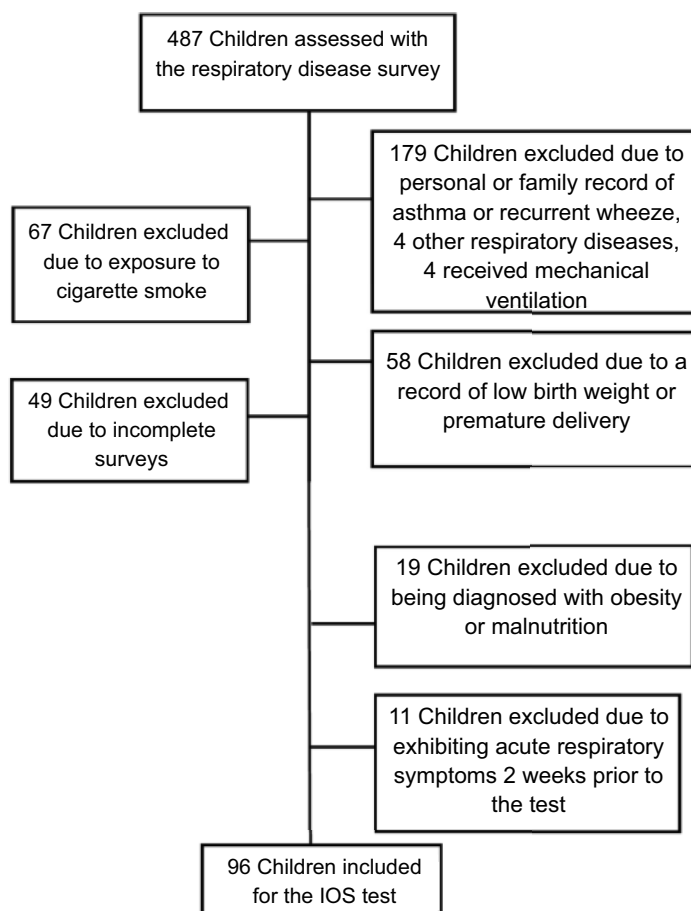 487 Children assessed with
the respiratory disease survey
179 Children excluded due to
personal or family record of
asthma or recurrent wheeze,
4 other respiratory diseases,
4 received mechanical
ventilation
67 Children excluded
due to exposure to
cigarette smoke
58 Children excluded due to a
record of low birth weight or
premature delivery
49 Children excluded
due to incomplete
surveys
19 Children excluded due to
being diagnosed with obesity
or malnutrition
11 Children excluded due to
exhibiting acute respiratory
symptoms 2 weeks prior to
the test
96 Children included
for the IOS test